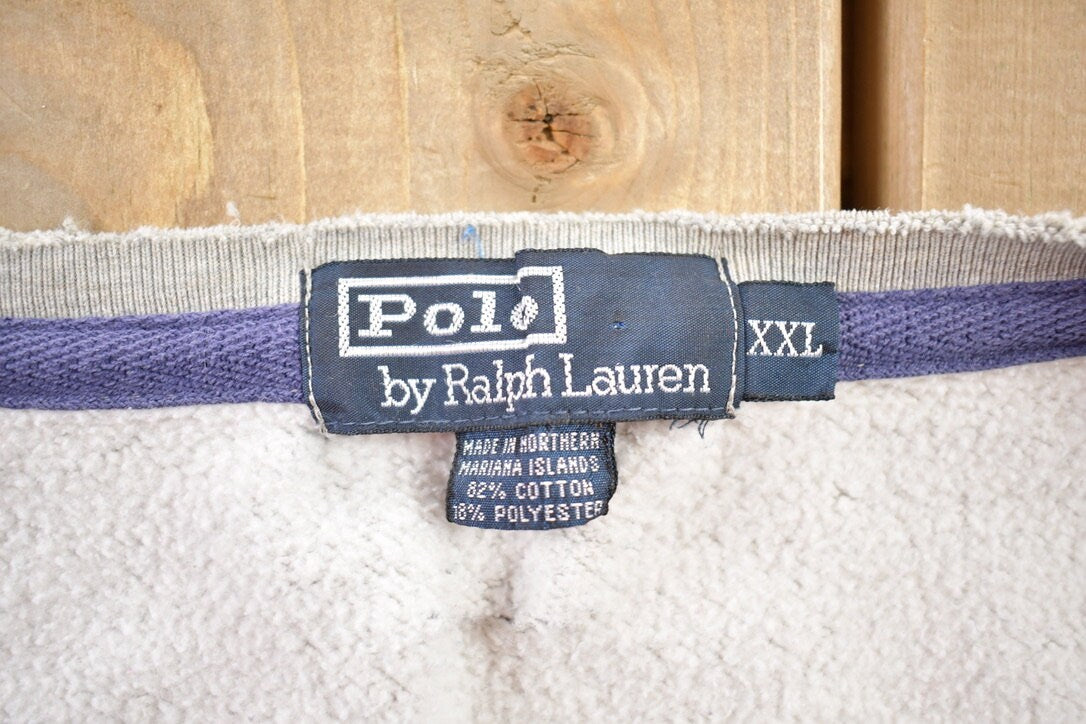 Polo
by Ralph Lauren
XXL
MADE IN NORTHERN
MARIANA ISLANDS
82% COTTON
18% POLYESTER